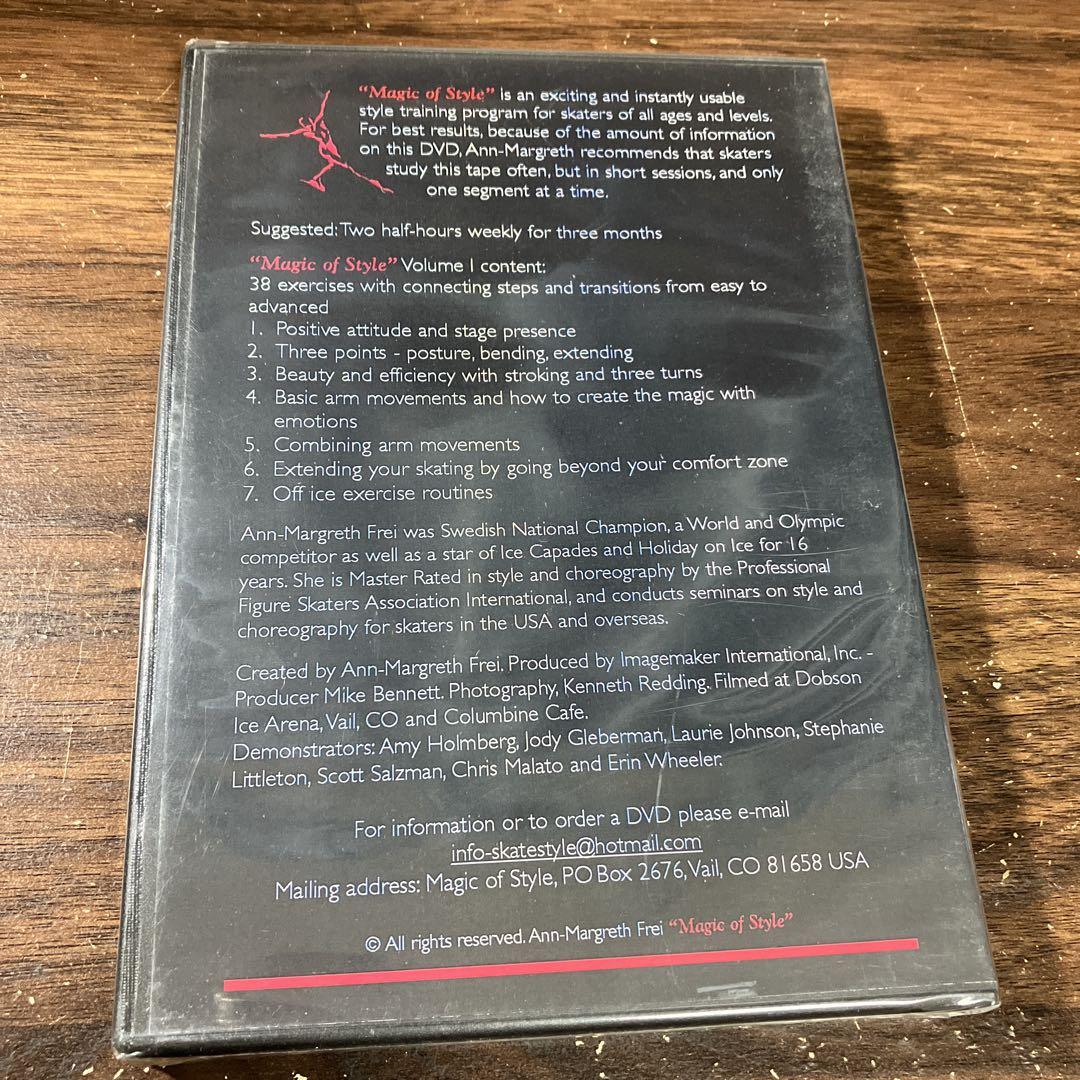 “Magic of Style” is an exciting and instantly usable
style training program for skaters of all ages and levels.
For best results, because of the amount of information
on this DVD, Ann-Margreth recommends that skaters
study this tape often, but in short sessions, and only
one segment at a time.
Suggested: Two half-hours weekly for three months
“Magic of Style” Volume I content:
38 exercises with connecting steps and transitions from easy to
advanced
1. Positive attitude and stage presence
2. Three points - posture, bending, extending
3. Beauty and efficiency with stroking and three turns
4. Basic arm movements and how to create the magic with
emotions
5. Combining arm movements
6. Extending your skating by going beyond your comfort zone
7. Off ice exercise routines
Ann-Margreth Frei was Swedish National Champion, a World and Olympic
competitor as well as a star of Ice Capades and Holiday on Ice for 16
years. She is Master Rated in style and choreography by the Professional
Figure Skaters Association International, and conducts seminars on style and
choreography for skaters in the USA and overseas.
Created by Ann-Margreth Frei. Produced by Imagemaker International, Inc. -
Producer Mike Bennett. Photography, Kenneth Redding. Filmed at Dobson
Ice Arena, Vail, CO and Columbine Cafe.
Demonstrators: Amy Holmberg, Jody Gleberman, Laurie Johnson, Stephanie
Littleton, Scott Salzman, Chris Malato and Erin Wheeler.
For information or to order a DVD please e-mail
info-skatestyle@hotmail.com
Mailing address: Magic of Style, PO Box 2676, Vail, CO 81658 USA
© All rights reserved. Ann-Margreth Frei “Magic of Style”